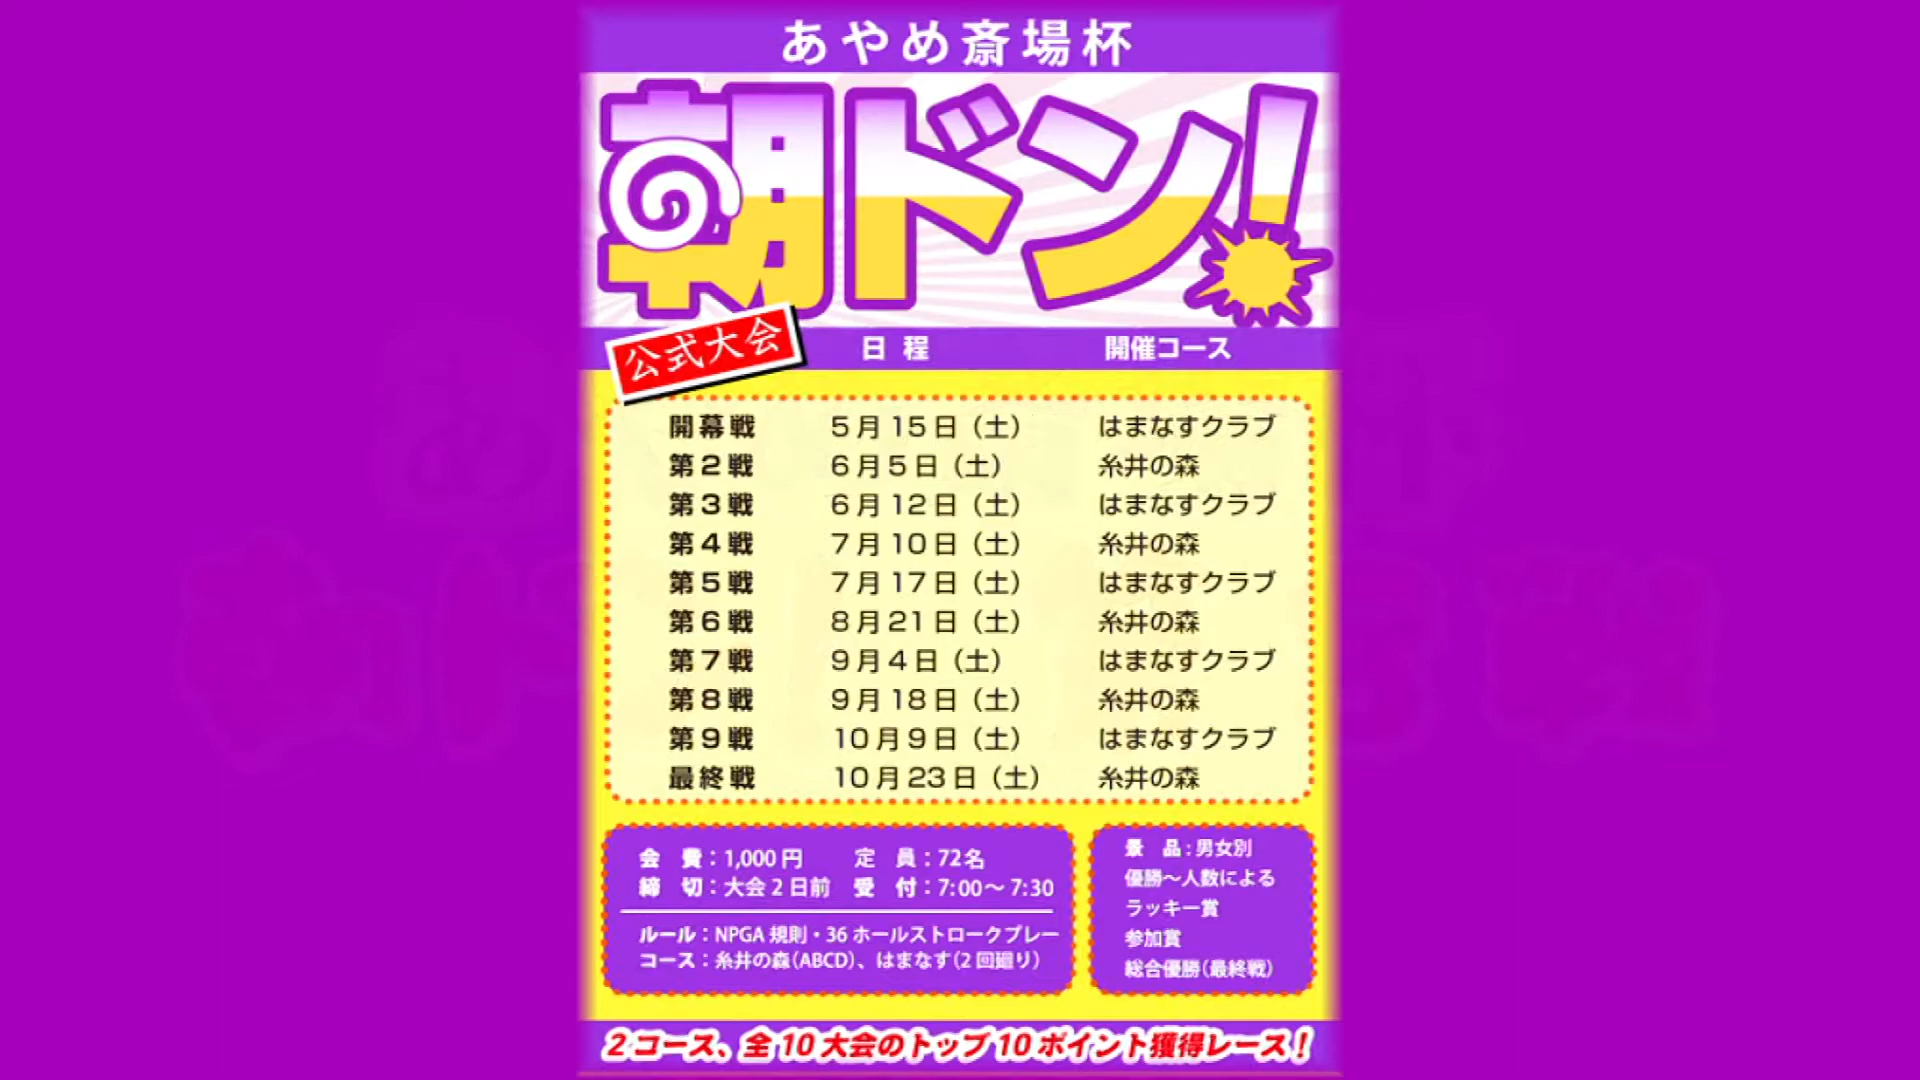 あやめ斎場杯
朝ドン!
公式大会 日程 開催コース
開幕戦 5月15日（土） はまなすクラブ
第2戦 6月5日（土） 糸井の森
第3戦 6月12日（土） はまなすクラブ
第4戦 7月10日（土） 糸井の森
第5戦 7月17日（土） はまなすクラブ
第6戦 8月21日（土） 糸井の森
第7戦 9月4日（土） はまなすクラブ
第8戦 9月18日（土） 糸井の森
第9戦 10月9日（土） はまなすクラブ
最終戦 10月23日（土） 糸井の森
会 費：1,000円 定 員：72名
締 切：大会2日前 受 付：7:00～7:30
ルール：NPGA規則・36ホールストロークプレー
コース：糸井の森(ABCD)、はまなす(2回廻り)
景 品：男女別
優勝～人数による
ラッキー賞
参加賞
総合優勝(最終戦)
2コース、全10大会のトップ10ポイント獲得レース！